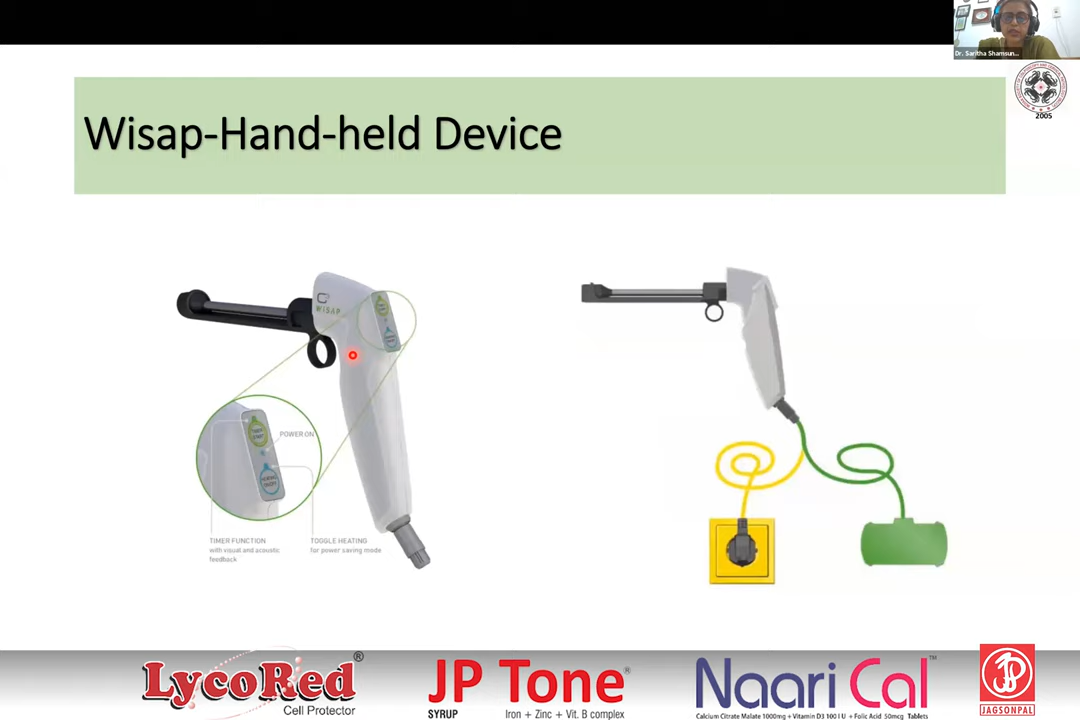 Dr. Saritha Shamsun...
2005
Wisap-Hand-held Device
WISAP
POWER ON
TIMER FUNCTION
with visual and acoustic
feedback
TOGGLE HEATING
for power saving mode
LycoRed®
Cell Protector
JP Tone®
SYRUP Iron + Zinc + Vit. B complex
Naari Cal™
Calcium Citrate Malate 1000mg + Vitamin D3 100 I U + Folic Acid 50mcg Tablets
JAGSONPAL